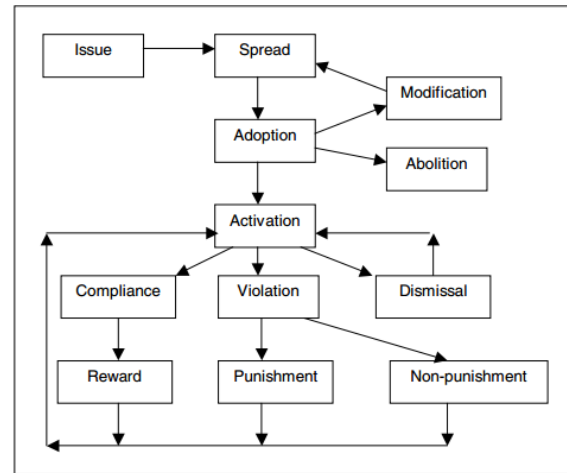 Issue
Spread
Modification
Adoption
Abolition
Activation
Compliance
Violation
Dismissal
Reward
Punishment
Non-punishment